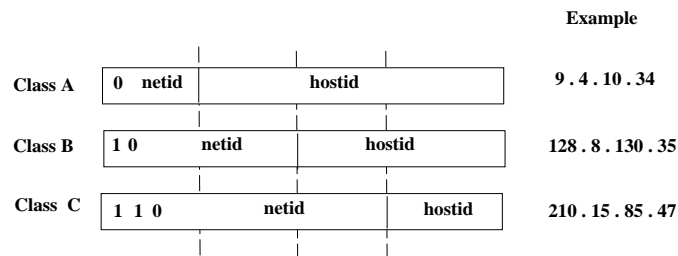 Example
Class A 0 netid hostid 9 . 4 . 10 . 34
Class B 1 0 netid hostid 128 . 8 . 130 . 35
Class C 1 1 0 netid hostid 210 . 15 . 85 . 47